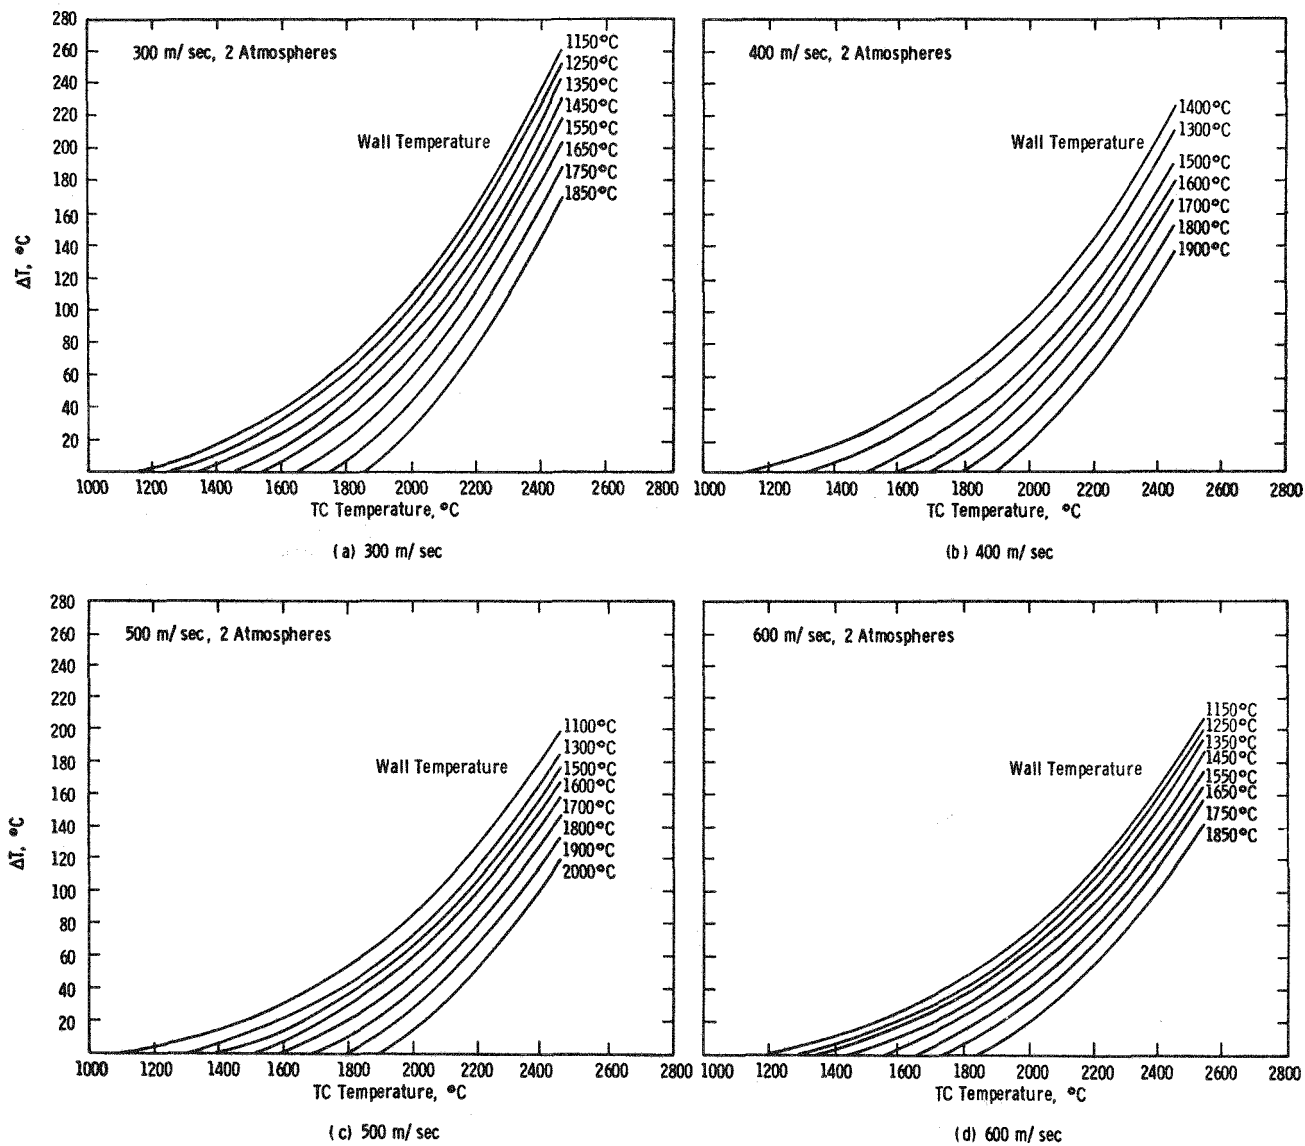 280
260
240
220
200
180
160
140
120
100
80
60
40
20
ΔT, °C
300 m/sec, 2 Atmospheres
Wall Temperature
1150°C
1250°C
1350°C
1450°C
1550°C
1650°C
1750°C
1850°C
1000 1200 1400 1600 1800 2000 2200 2400 2600 2800
TC Temperature, °C
(a) 300 m/sec
400 m/sec, 2 Atmospheres
Wall Temperature
1400°C
1300°C
1500°C
1600°C
1700°C
1800°C
1900°C
1000 1200 1400 1600 1800 2000 2200 2400 2600 2800
TC Temperature, °C
(b) 400 m/sec
280
260
240
220
200
180
160
140
120
100
80
60
40
20
ΔT, °C
500 m/sec, 2 Atmospheres
Wall Temperature
1100°C
1300°C
1500°C
1600°C
1700°C
1800°C
1900°C
2000°C
1000 1200 1400 1600 1800 2000 2200 2400 2600 2800
TC Temperature, °C
(c) 500 m/sec
600 m/sec, 2 Atmospheres
Wall Temperature
1150°C
1250°C
1350°C
1450°C
1550°C
1650°C
1750°C
1850°C
1000 1200 1400 1600 1800 2000 2200 2400 2600 2800
TC Temperature, °C
(d) 600 m/sec